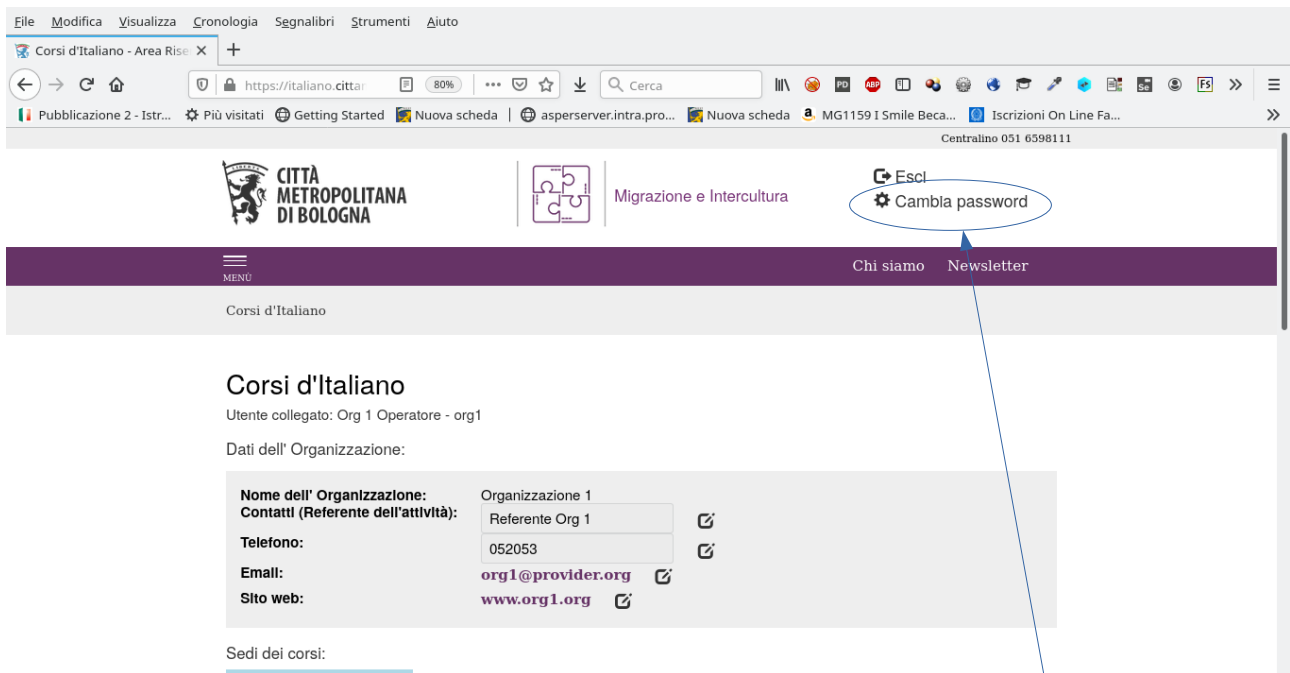 File Modifica Visualizza Cronologia Segnalibri Strumenti Aiuto
Corsi d'Italiano - Area Rise
https://italiano.cittar 80% Cerca
Pubblicazione 2 - Istr... Più visitati Getting Started Nuova scheda asperserver.intra.pro... Nuova scheda MG1159 I Smile Beca... Iscrizioni On Line Fa...
Centralino 051 6598111
CITTÀ
METROPOLITANA
DI BOLOGNA
Migrazione e Intercultura
Esci
Cambia password
MENÙ
Chi siamo Newsletter
Corsi d'Italiano
Corsi d'Italiano
Utente collegato: Org 1 Operatore - org1
Dati dell' Organizzazione:
Nome dell' Organizzazione: Organizzazione 1
Contatti (Referente dell'attività): Referente Org 1
Telefono: 052053
Email: org1@provider.org
Sito web: www.org1.org
Sedi dei corsi: